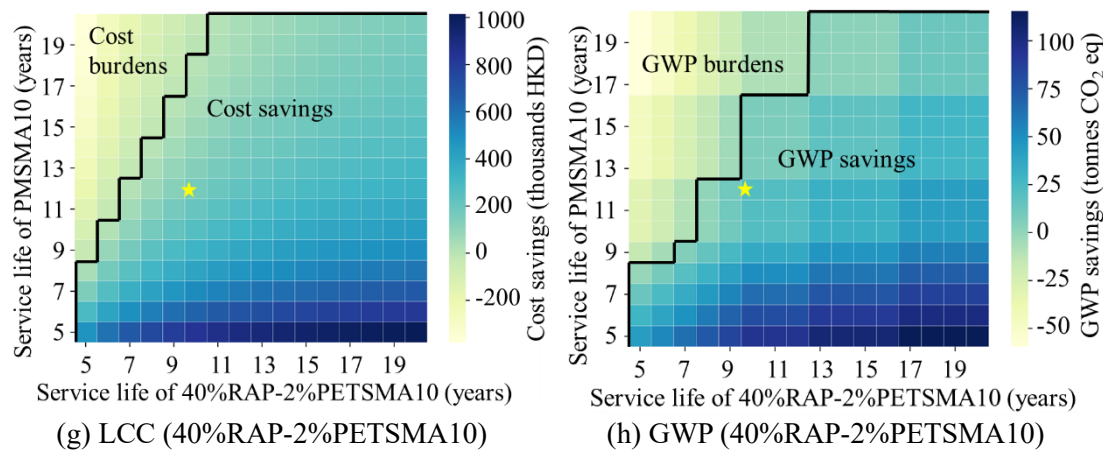 Service life of PMSMA10 (years)
19
17
15
13
11
9
7
5
Cost
burdens
Cost savings
5 7 9 11 13 15 17 19
Service life of 40%RAP-2%PETSMA10 (years)
1000
800
600
400
200
0
-200
Cost savings (thousands HKD)
(g) LCC (40%RAP-2%PETSMA10)
Service life of PMSMA10 (years)
19
17
15
13
11
9
7
5
GWP burdens
GWP savings
5 7 9 11 13 15 17 19
Service life of 40%RAP-2%PETSMA10 (years)
100
75
50
25
0
-25
-50
GWP savings (tonnes CO₂ eq)
(h) GWP (40%RAP-2%PETSMA10)